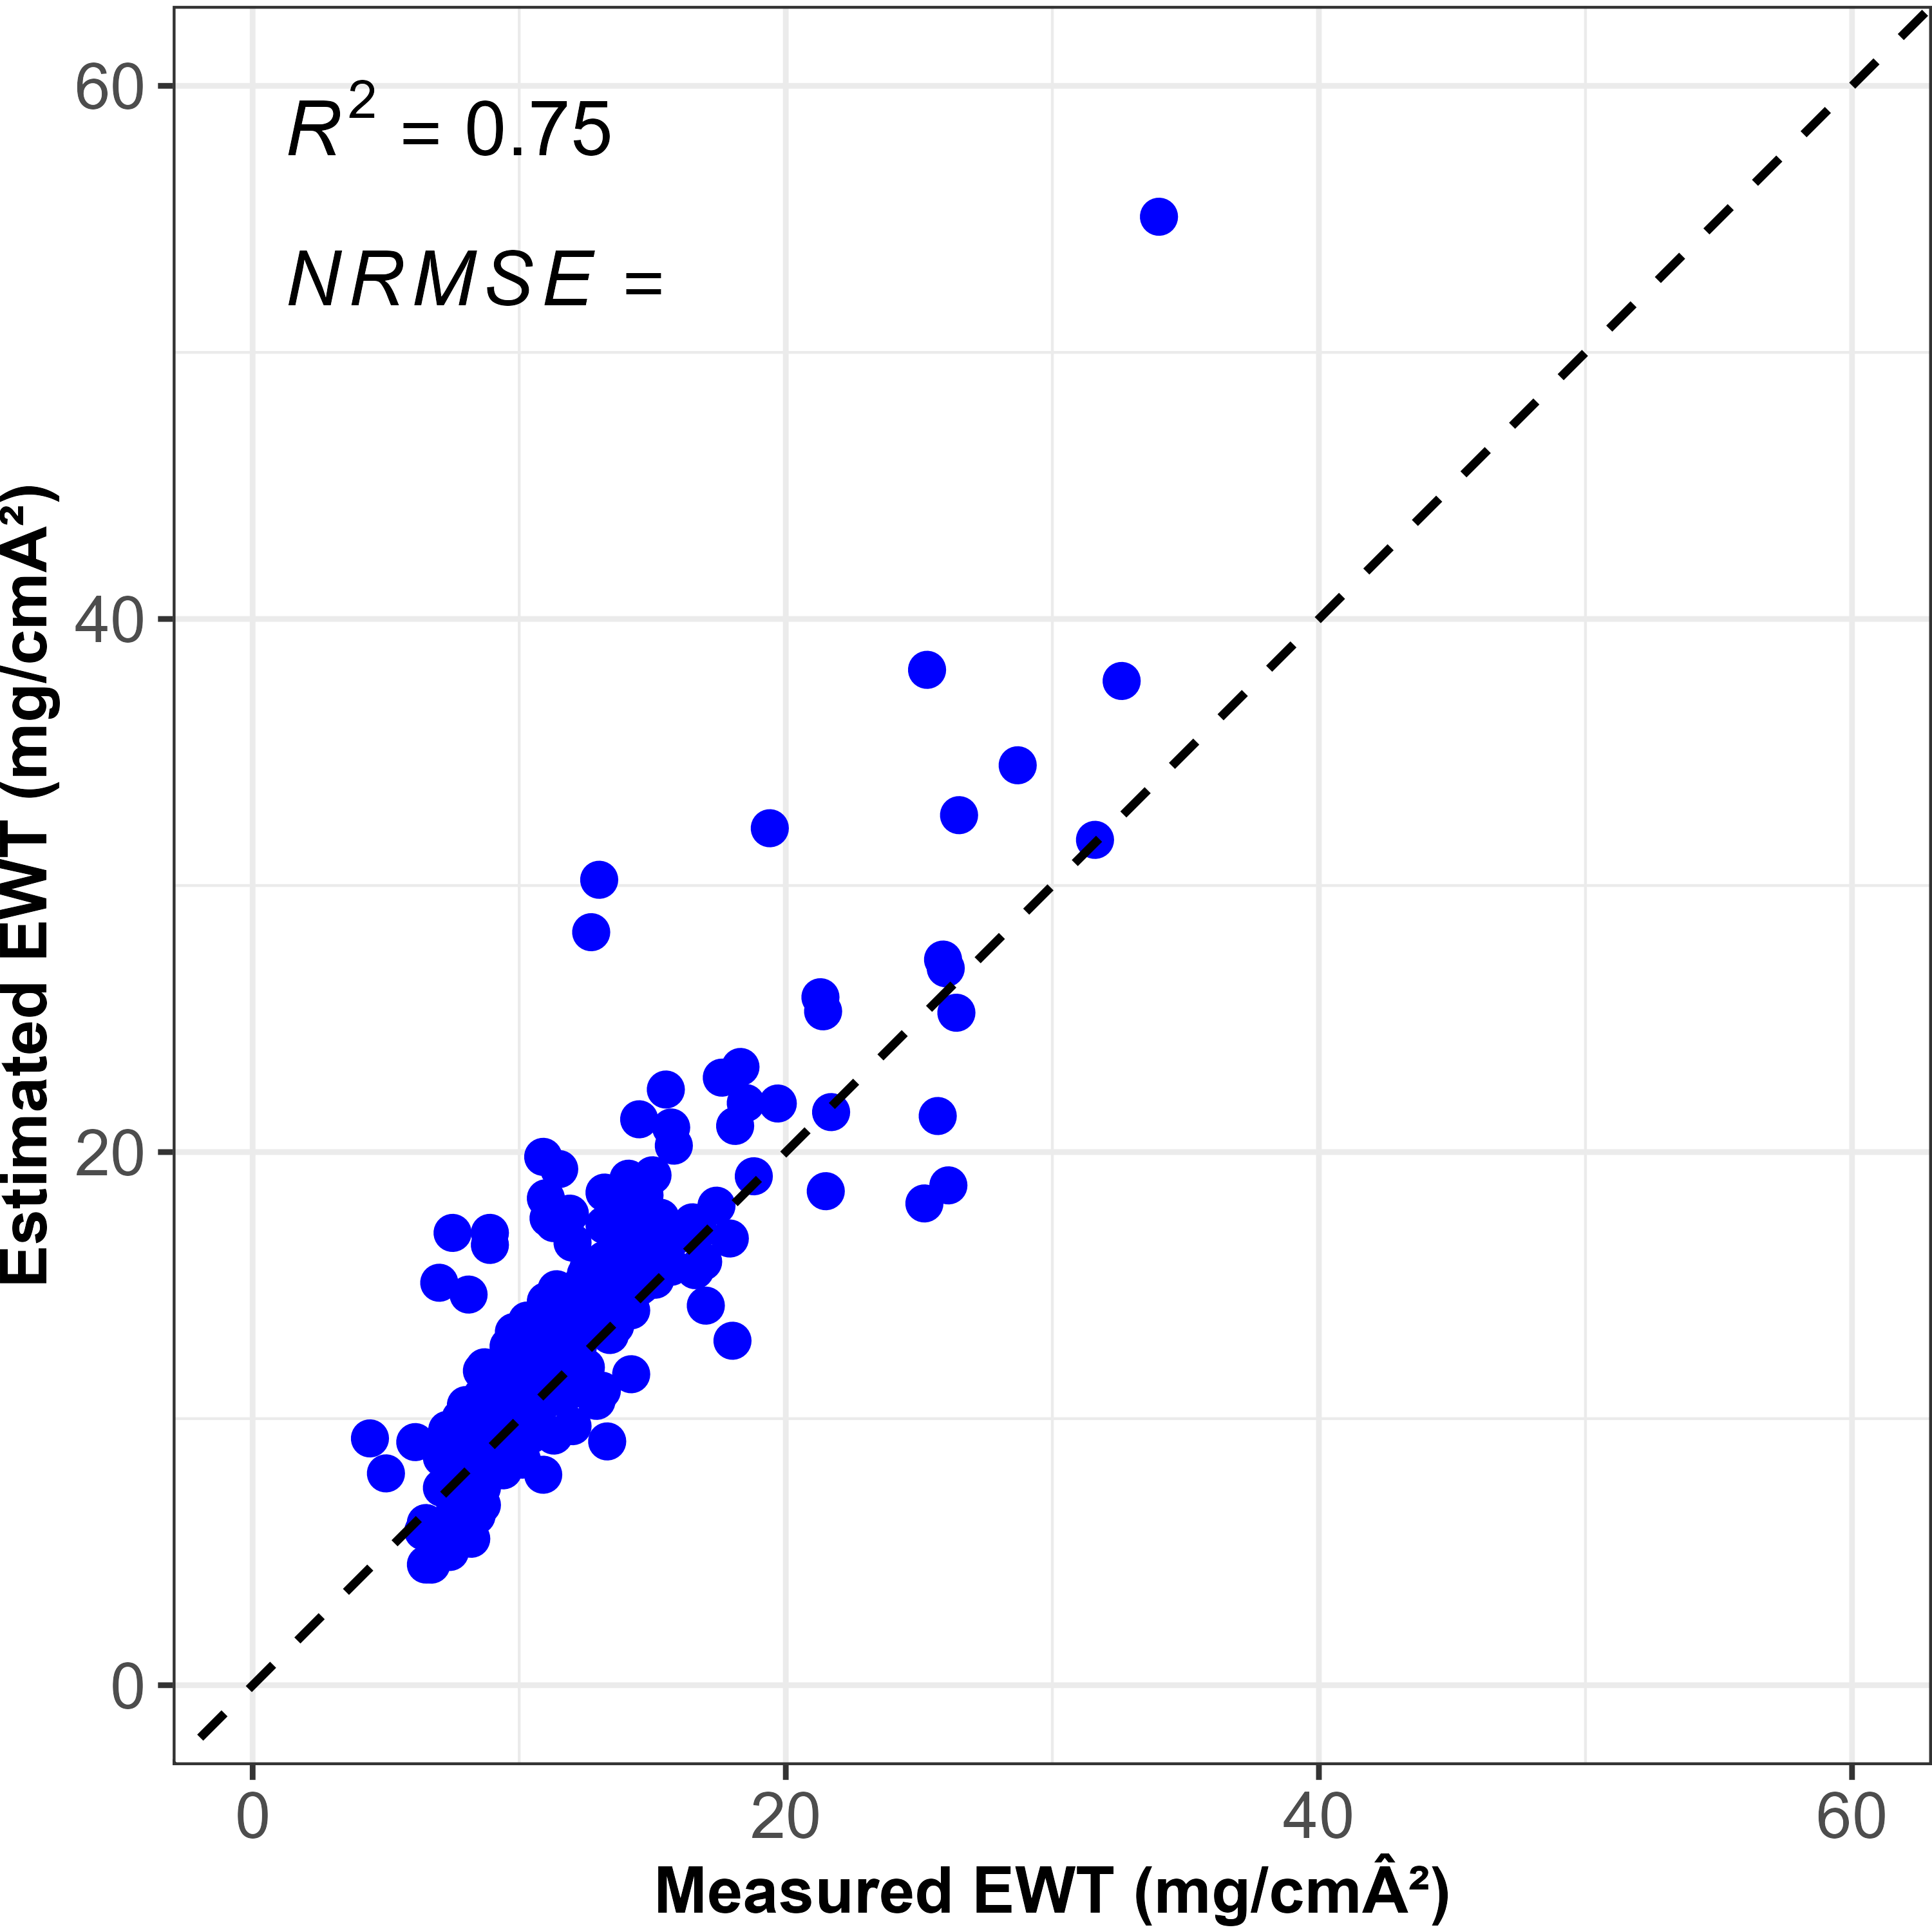 R² = 0.75
NRMSE =
Estimated EWT (mg/cmÂ²)
60
40
20
0
0 20 40 60
Measured EWT (mg/cmÂ²)